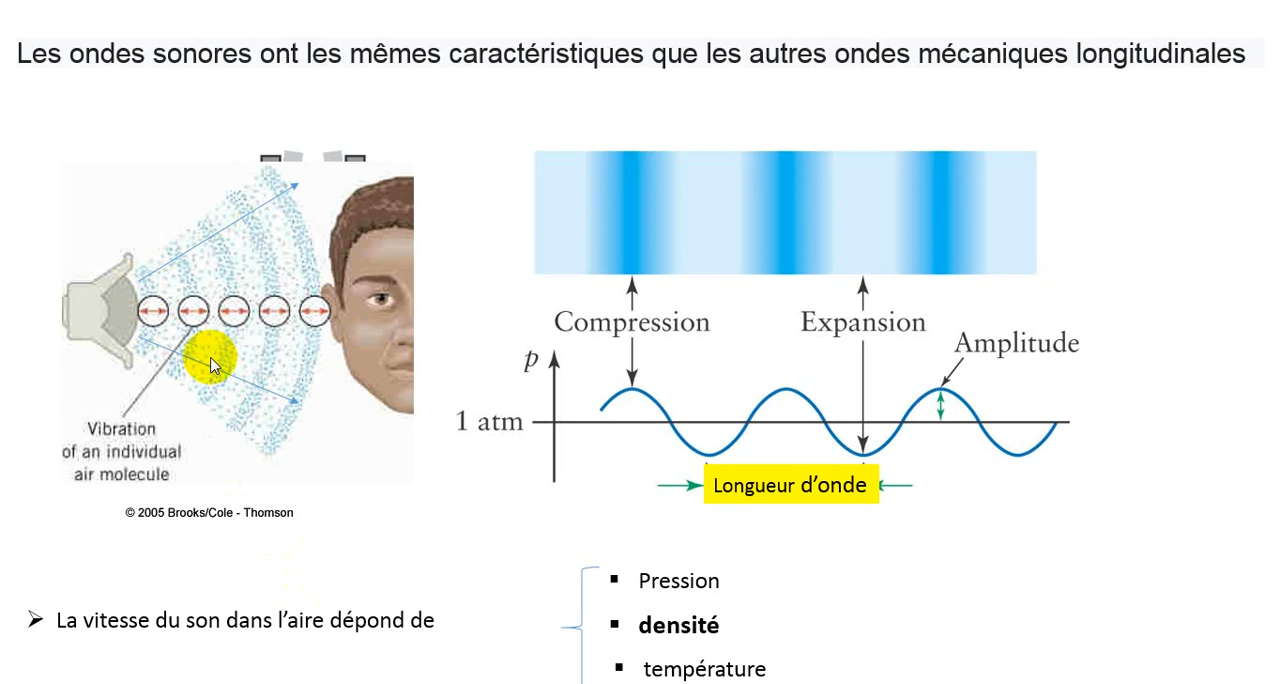 Les ondes sonores ont les mêmes caractéristiques que les autres ondes mécaniques longitudinales
Compression
Expansion
Amplitude
p
1 atm
Longueur d'onde
Vibration
of an individual
air molecule
© 2005 Brooks/Cole - Thomson
➢ La vitesse du son dans l'aire dépond de
▪ Pression
▪ densité
▪ température